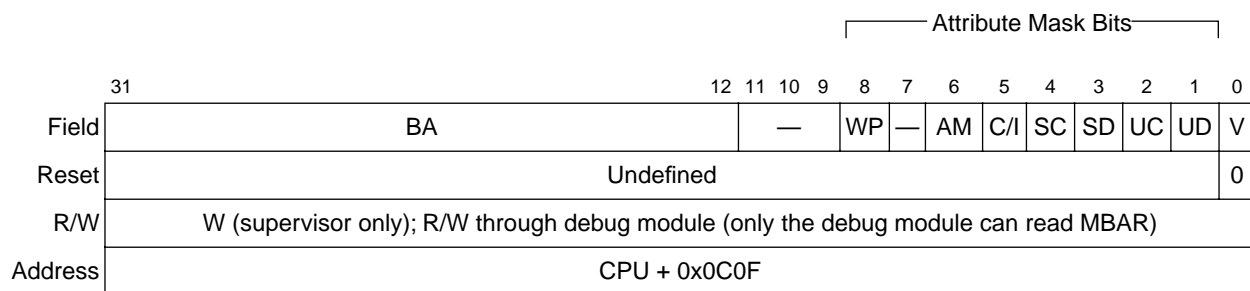 Attribute Mask Bits
31 12 11 10 9 8 7 6 5 4 3 2 1 0
Field BA — WP — AM C/I SC SD UC UD V
Reset Undefined 0
R/W W (supervisor only); R/W through debug module (only the debug module can read MBAR)
Address CPU + 0x0C0F